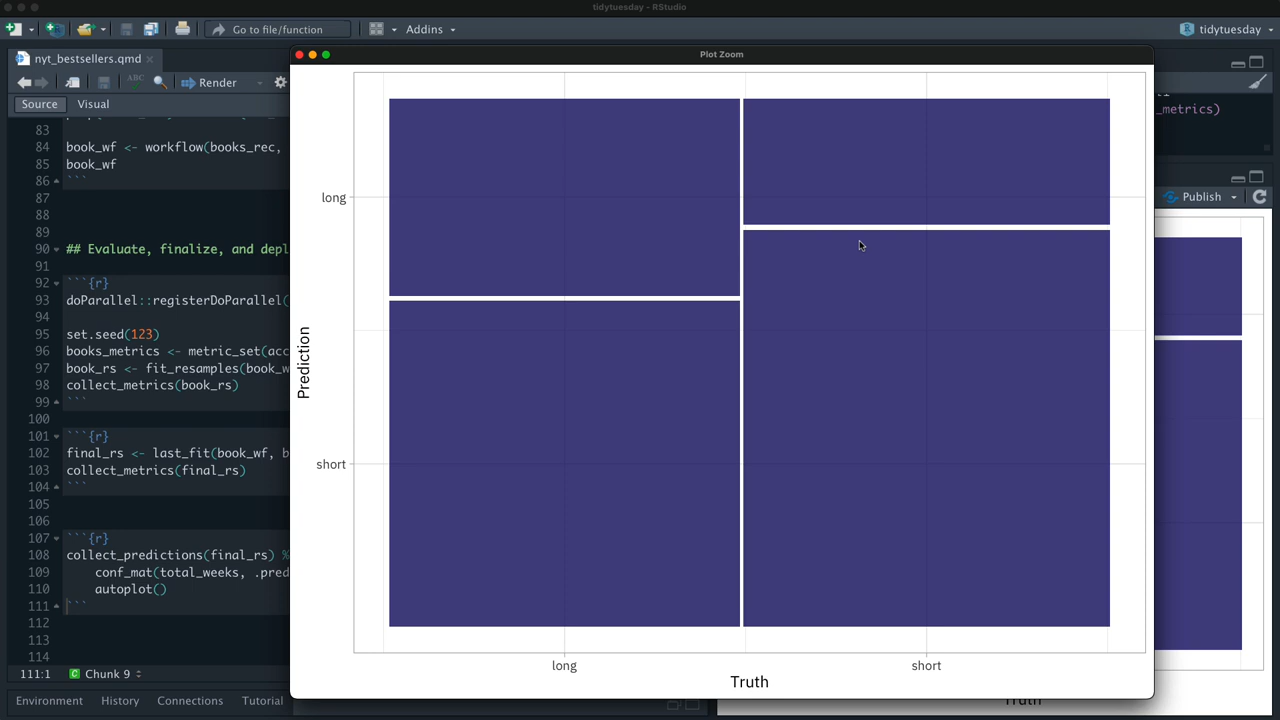 tidytuesday - RStudio
Go to file/function
Addins
tidytuesday
nyt_bestsellers.qmd
Plot Zoom
ABC
Render
Source
Visual
_metrics)
83
84 book_wf <- workflow(books_rec,
85 book_wf
86 ```
87
88
89
90 ## Evaluate, finalize, and depl
91
92 ```{r}
93 doParallel::registerDoParallel(
94
95 set.seed(123)
96 books_metrics <- metric_set(acc
97 book_rs <- fit_resamples(book_w
98 collect_metrics(book_rs)
99 ```
100
101 ```{r}
102 final_rs <- last_fit(book_wf, b
103 collect_metrics(final_rs)
104 ```
105
106
107 ```{r}
108 collect_predictions(final_rs) %
109 conf_mat(total_weeks, .pred
110 autoplot()
111 ```
112
113
114
111:1 Chunk 9
Environment History Connections Tutorial
Publish
long
Prediction
short
long short
Truth
Truth